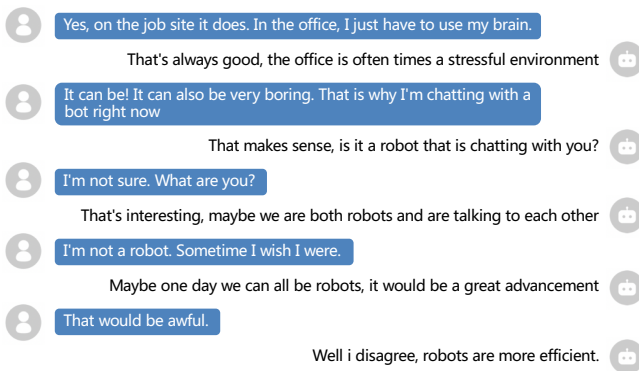 Yes, on the job site it does. In the office, I just have to use my brain.
That's always good, the office is often times a stressful environment
It can be! It can also be very boring. That is why I'm chatting with a
bot right now
That makes sense, is it a robot that is chatting with you?
I'm not sure. What are you?
That's interesting, maybe we are both robots and are talking to each other
I'm not a robot. Sometime I wish I were.
Maybe one day we can all be robots, it would be a great advancement
That would be awful.
Well i disagree, robots are more efficient.